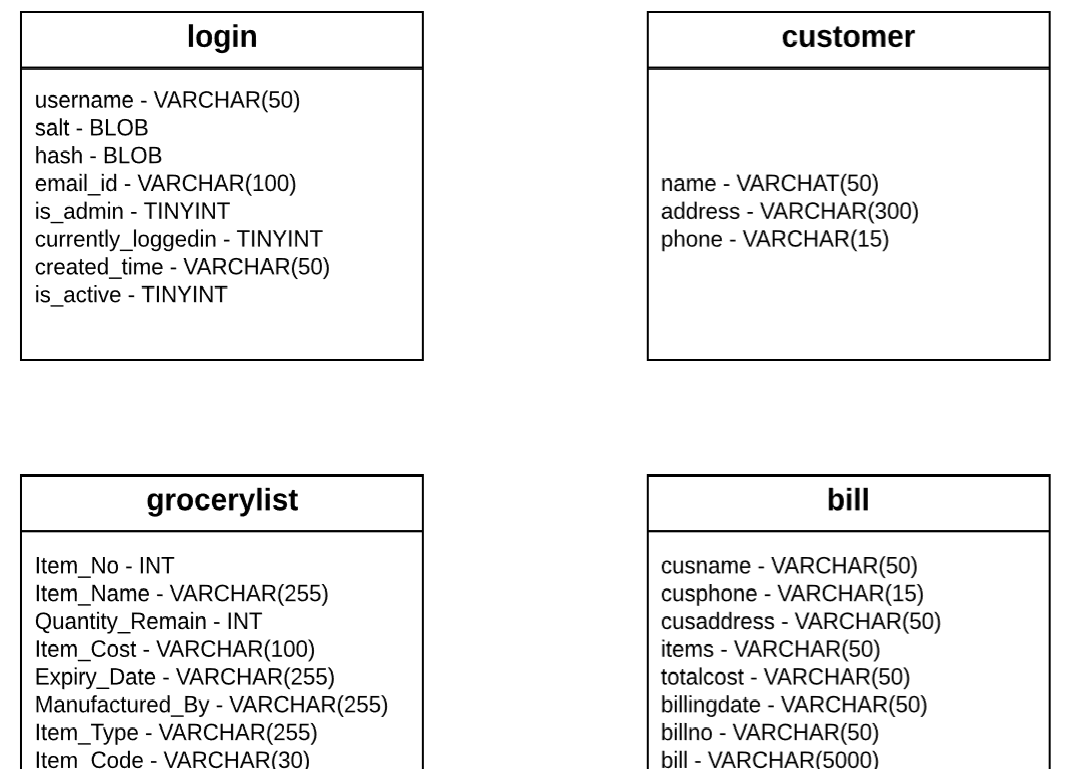 login
username - VARCHAR(50)
salt - BLOB
hash - BLOB
email_id - VARCHAR(100)
is_admin - TINYINT
currently_loggedin - TINYINT
created_time - VARCHAR(50)
is_active - TINYINT
customer
name - VARCHAT(50)
address - VARCHAR(300)
phone - VARCHAR(15)
grocerylist
Item_No - INT
Item_Name - VARCHAR(255)
Quantity_Remain - INT
Item_Cost - VARCHAR(100)
Expiry_Date - VARCHAR(255)
Manufactured_By - VARCHAR(255)
Item_Type - VARCHAR(255)
Item_Code - VARCHAR(30)
bill
cusname - VARCHAR(50)
cusphone - VARCHAR(15)
cusaddress - VARCHAR(50)
items - VARCHAR(50)
totalcost - VARCHAR(50)
billingdate - VARCHAR(50)
billno - VARCHAR(50)
bill - VARCHAR(5000)